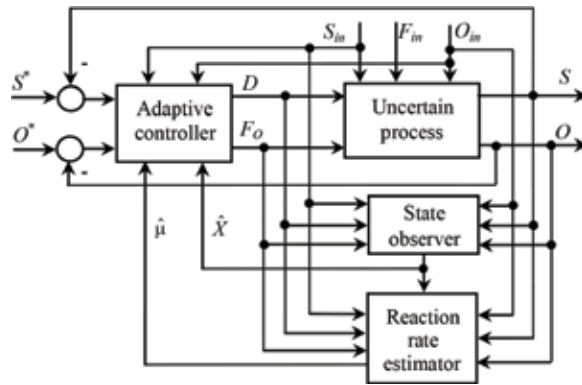 S_in F_in O_in
S* - D S
Adaptive controller
Uncertain process
O* F_O O
-
μ̂ X̂
State observer
Reaction rate estimator